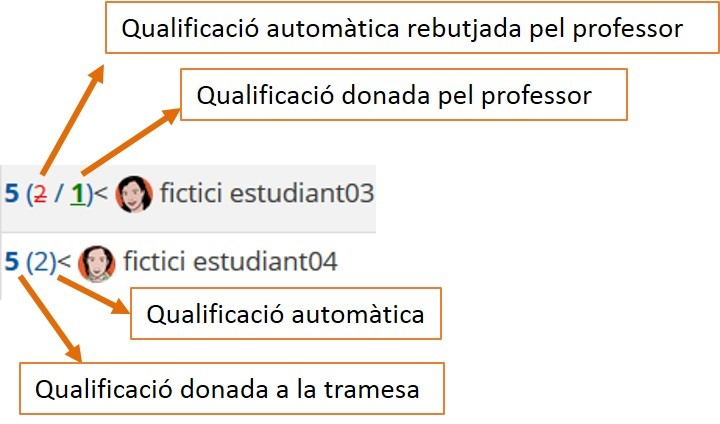 Qualificació automàtica rebutjada pel professor
Qualificació donada pel professor
5 (2 / 1)< fictici estudiant03
5 (2)< fictici estudiant04
Qualificació automàtica
Qualificació donada a la tramesa